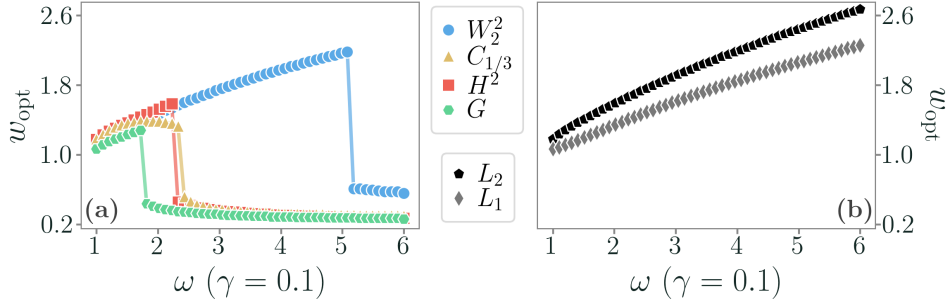 2.6
1.8
1.0
0.2
w_opt
(a)
1 2 3 4 5 6
ω (γ = 0.1)
W_2^2
C_{1/3}
H^2
G
L_2
L_1
(b)
1 2 3 4 5 6
ω (γ = 0.1)
2.6
1.8
1.0
0.2
w_opt